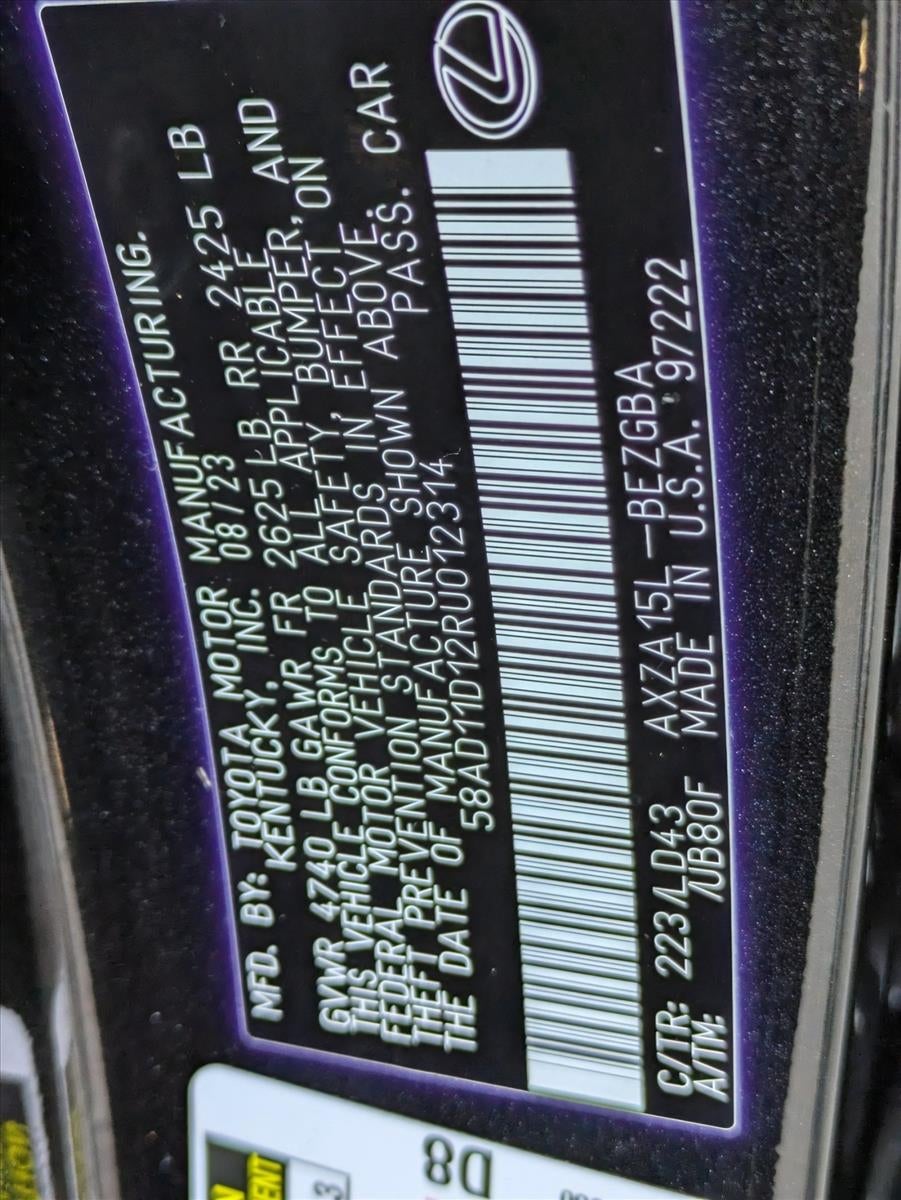 MFD. BY: TOYOTA MOTOR MANUFACTURING.
KENTUCKY, INC. 08/23
GVWR 4740 LB GAWR FR 2625 LB RR 2425 LB
THIS VEHICLE CONFORMS TO ALL APPLICABLE
FEDERAL MOTOR VEHICLE SAFETY, BUMPER, AND
THEFT PREVENTION STANDARDS IN EFFECT ON
THE DATE OF MANUFACTURE SHOWN ABOVE.
58AD11D12RU012314 PASS. CAR
C/TR: 223/LD43 AXZA15L-BEZGBA
A/TM: /UB80F MADE IN U.S.A. 97222
D8
3